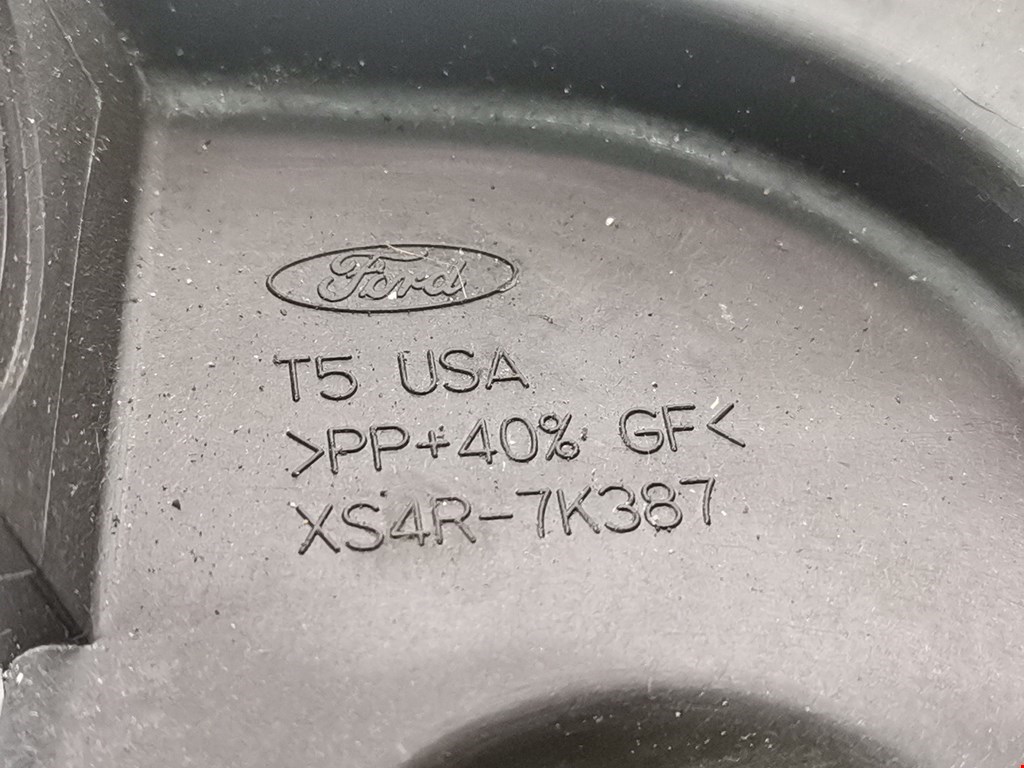 Ford
T5 USA
>PP+40% GF<
XS4R-7K387